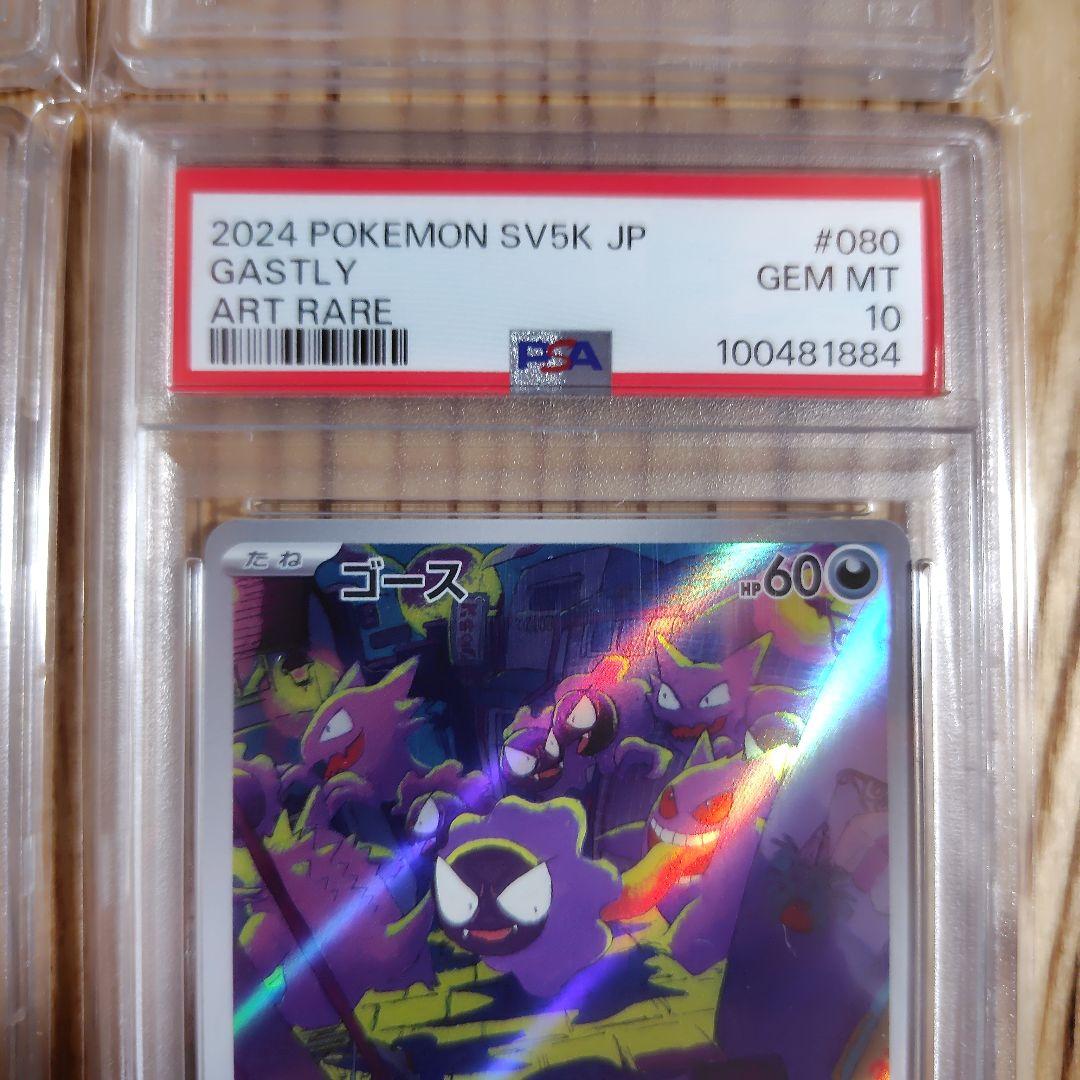 2024 POKEMON SV5K JP #080
GASTLY GEM MT
ART RARE 10
PSA 100481884
たね ゴース HP60